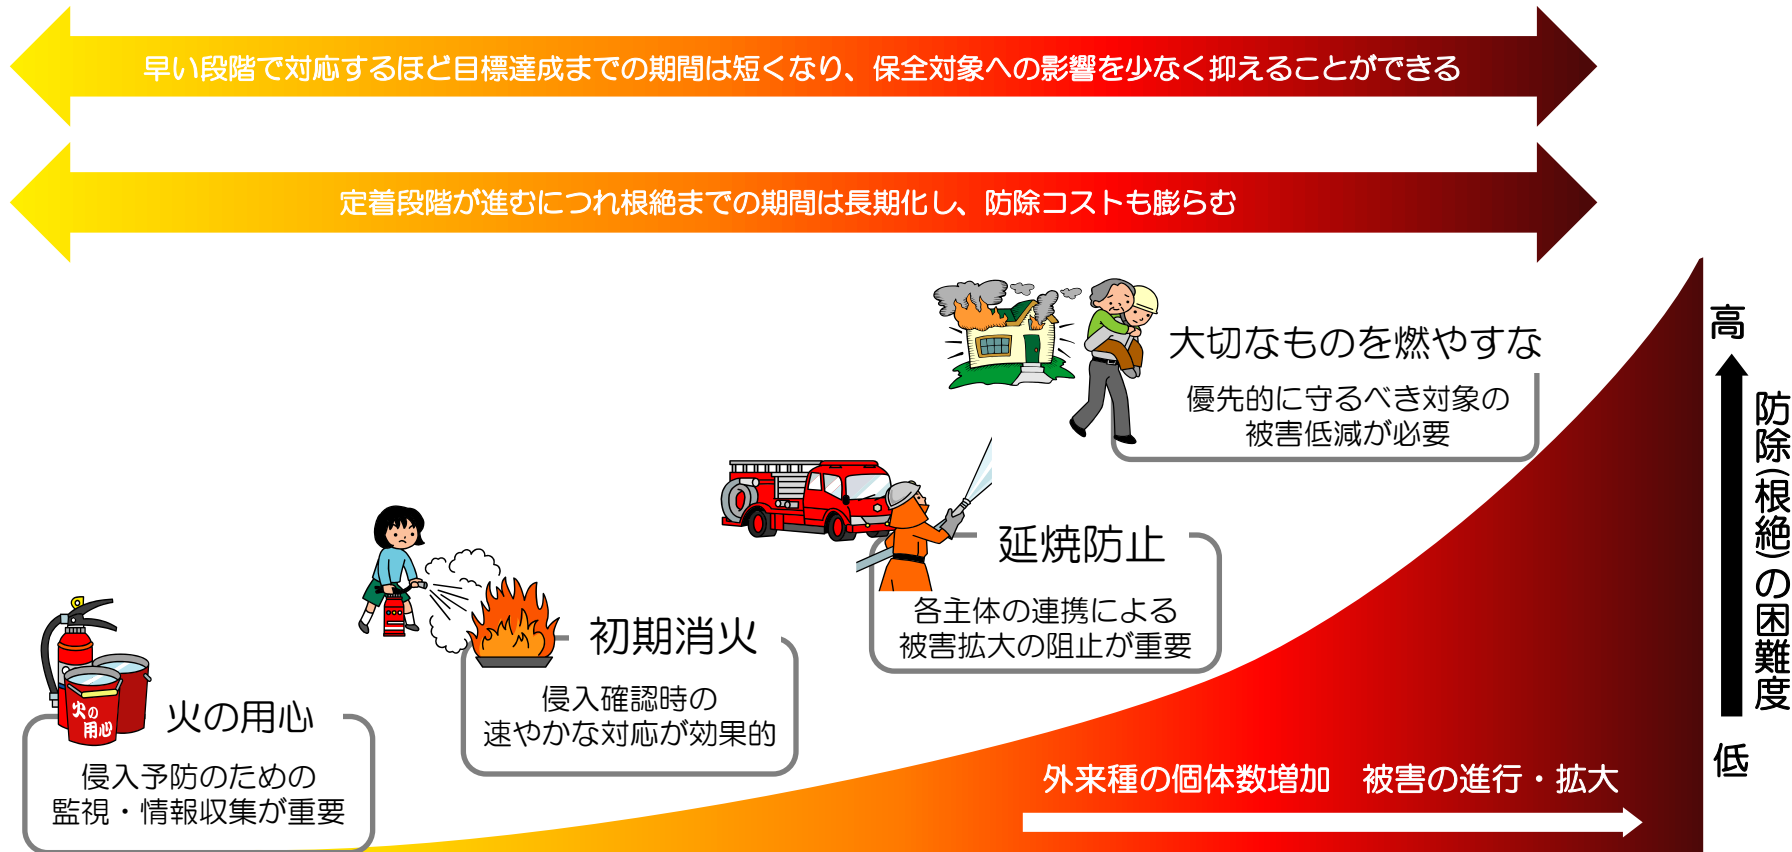 早い段階で対応するほど目標達成までの期間は短くなり、保全対象への影響を少なく抑えることができる
定着段階が進むにつれ根絶までの期間は長期化し、防除コストも膨らむ
大切なものを燃やすな
優先的に守るべき対象の
被害低減が必要
延焼防止
各主体の連携による
被害拡大の阻止が重要
初期消火
侵入確認時の
速やかな対応が効果的
火の用心
侵入予防のための
監視・情報収集が重要
火の
用心
外来種の個体数増加　被害の進行・拡大
高
防除(根絶)の困難度
低